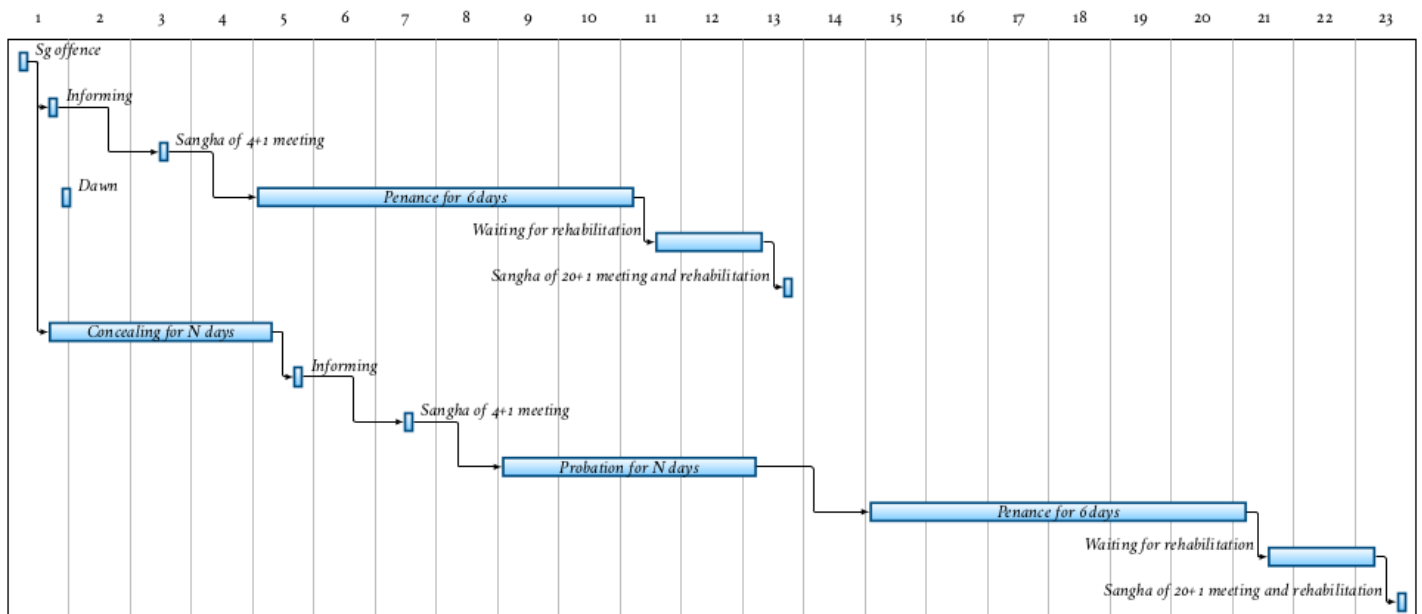 1 2 3 4 5 6 7 8 9 10 11 12 13 14 15 16 17 18 19 20 21 22 23
Sg offence
Informing
Sangha of 4+1 meeting
Dawn
Penance for 6 days
Waiting for rehabilitation
Sangha of 20+1 meeting and rehabilitation
Concealing for N days
Informing
Sangha of 4+1 meeting
Probation for N days
Penance for 6 days
Waiting for rehabilitation
Sangha of 20+1 meeting and rehabilitation